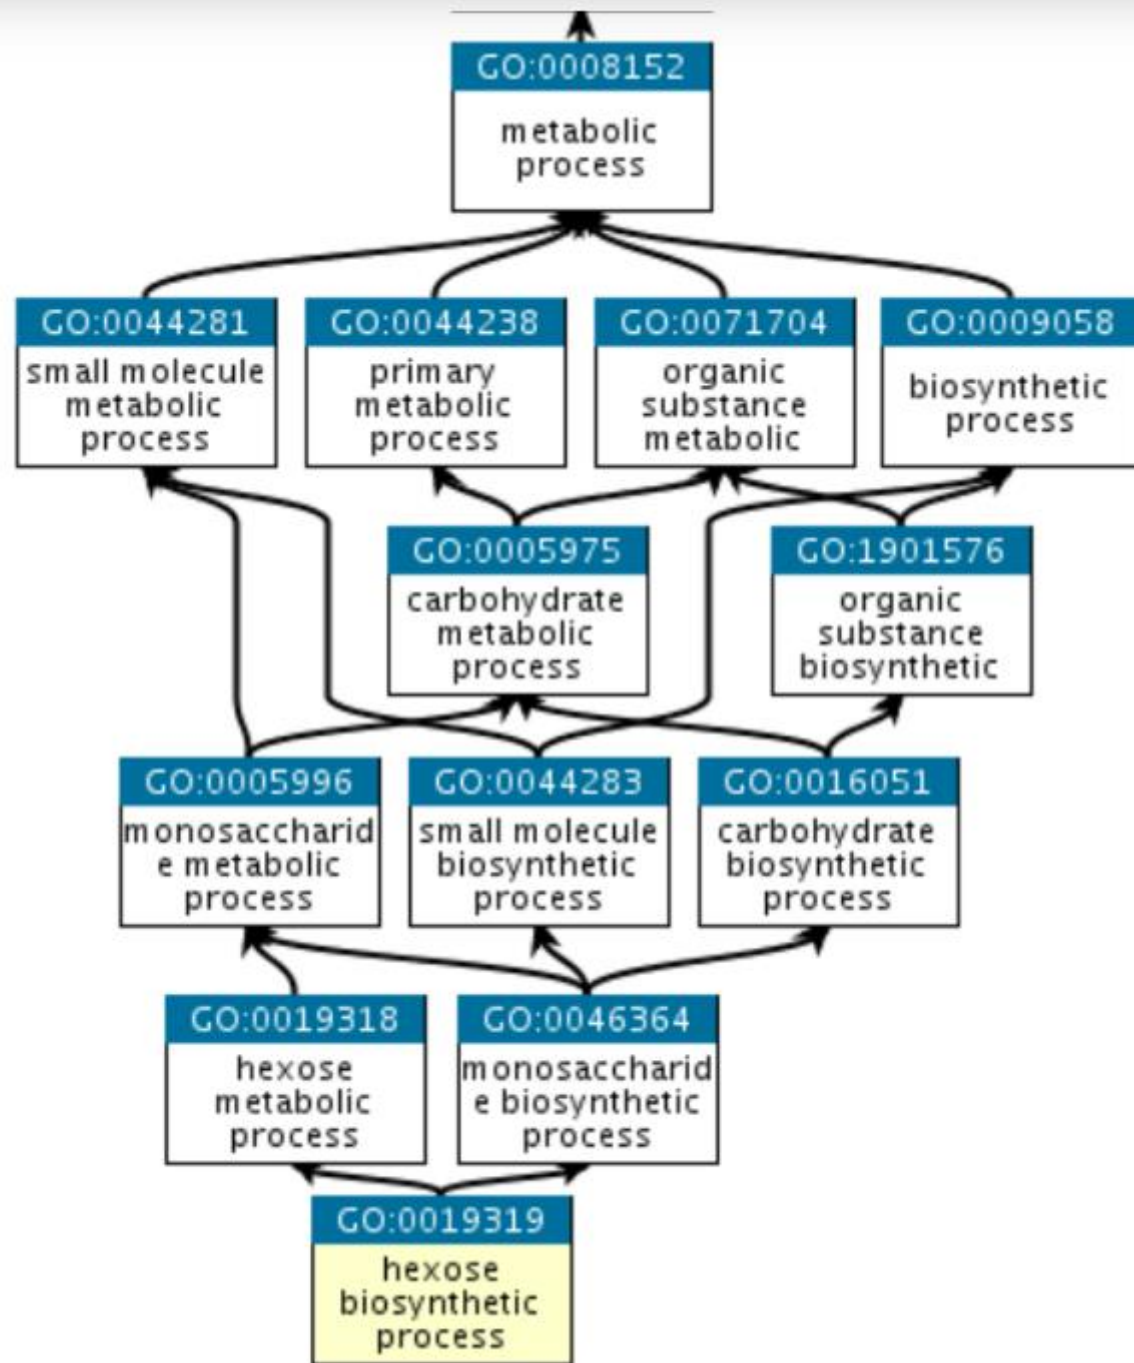 GO:0008152
metabolic
process
GO:0044281
small molecule
metabolic
process
GO:0044238
primary
metabolic
process
GO:0071704
organic
substance
metabolic
GO:0009058
biosynthetic
process
GO:0005975
carbohydrate
metabolic
process
GO:1901576
organic
substance
biosynthetic
GO:0005996
monosaccharid
e metabolic
process
GO:0044283
small molecule
biosynthetic
process
GO:0016051
carbohydrate
biosynthetic
process
GO:0019318
hexose
metabolic
process
GO:0046364
monosaccharid
e biosynthetic
process
GO:0019319
hexose
biosynthetic
process